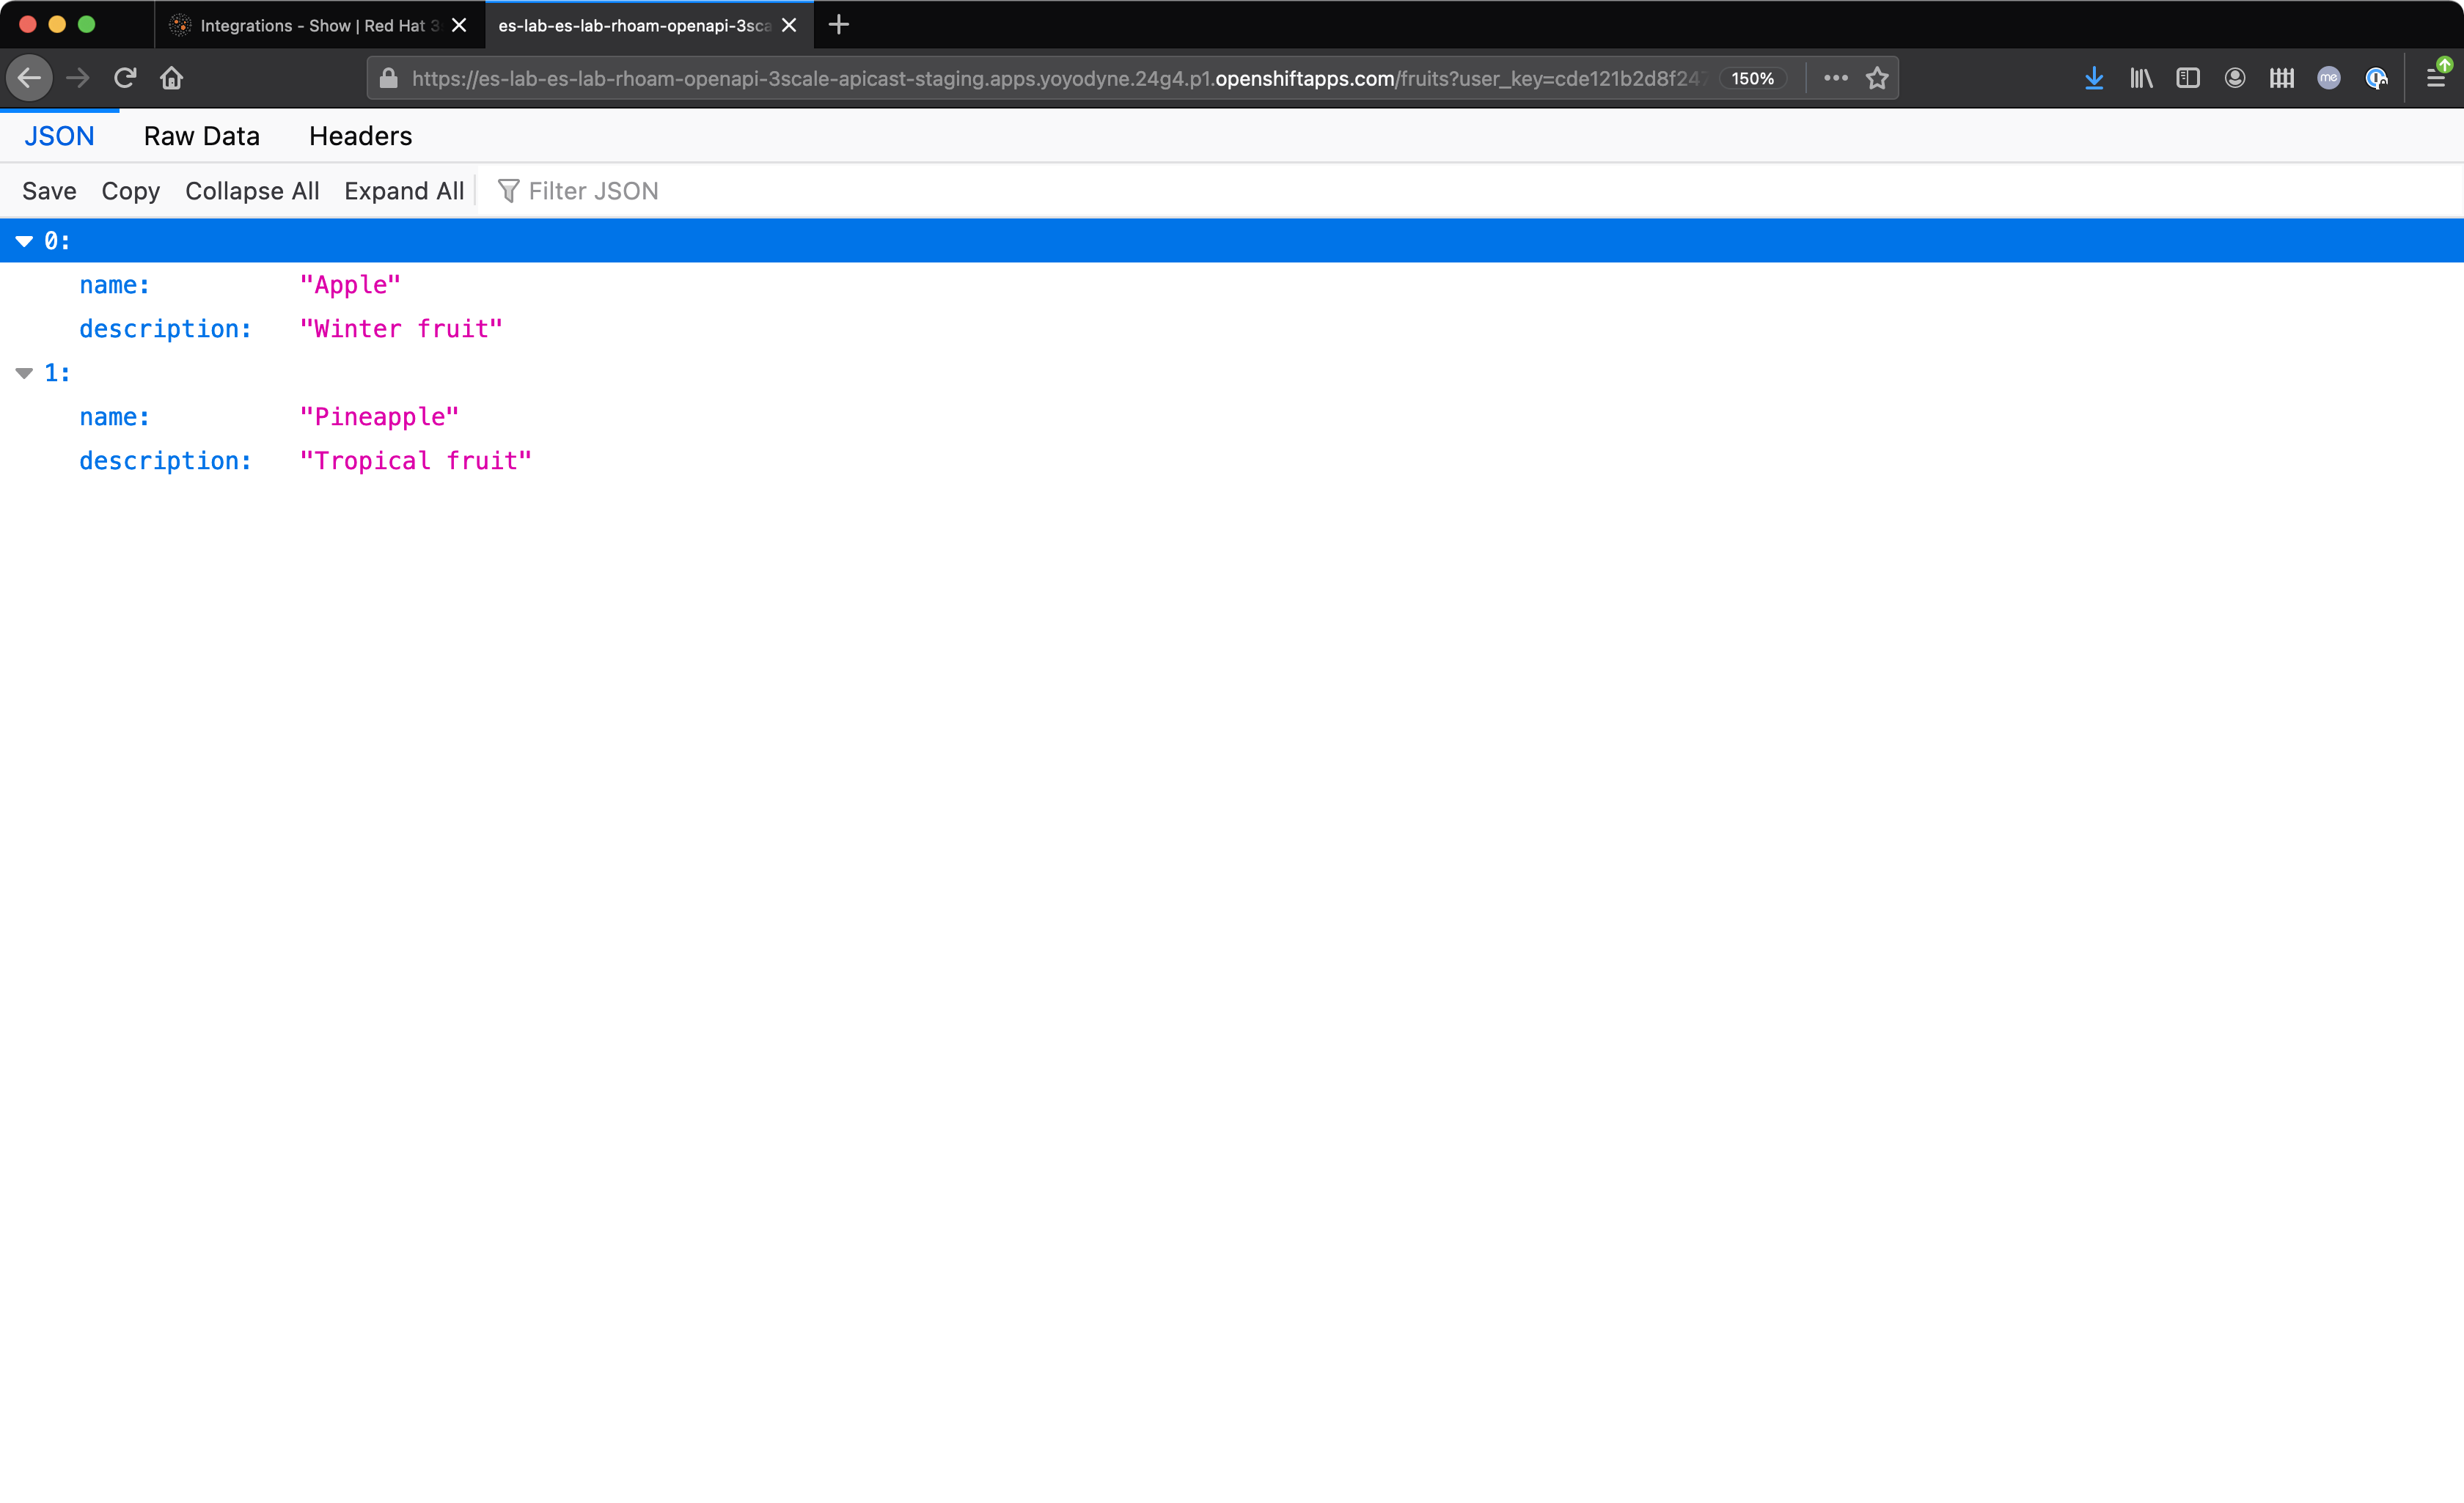 Integrations - Show | Red Hat 3
es-lab-es-lab-rhoam-openapi-3sca
https://es-lab-es-lab-rhoam-openapi-3scale-apicast-staging.apps.yoyodyne.24g4.p1.openshiftapps.com/fruits?user_key=cde121b2d8f247 150%
me
JSON Raw Data Headers
Save Copy Collapse All Expand All Filter JSON
0:
name: "Apple"
description: "Winter fruit"
1:
name: "Pineapple"
description: "Tropical fruit"